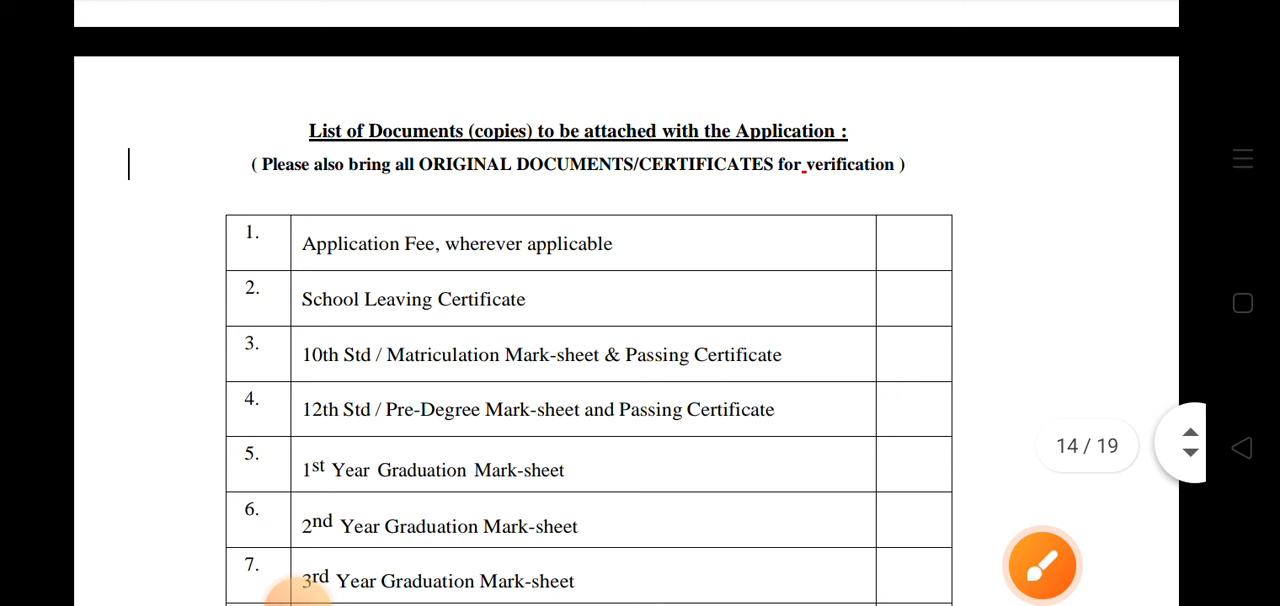 List of Documents (copies) to be attached with the Application :
( Please also bring all ORIGINAL DOCUMENTS/CERTIFICATES for verification )
1. Application Fee, wherever applicable
2. School Leaving Certificate
3. 10th Std / Matriculation Mark-sheet & Passing Certificate
4. 12th Std / Pre-Degree Mark-sheet and Passing Certificate
5. 1st Year Graduation Mark-sheet
6. 2nd Year Graduation Mark-sheet
7. 3rd Year Graduation Mark-sheet
14 / 19